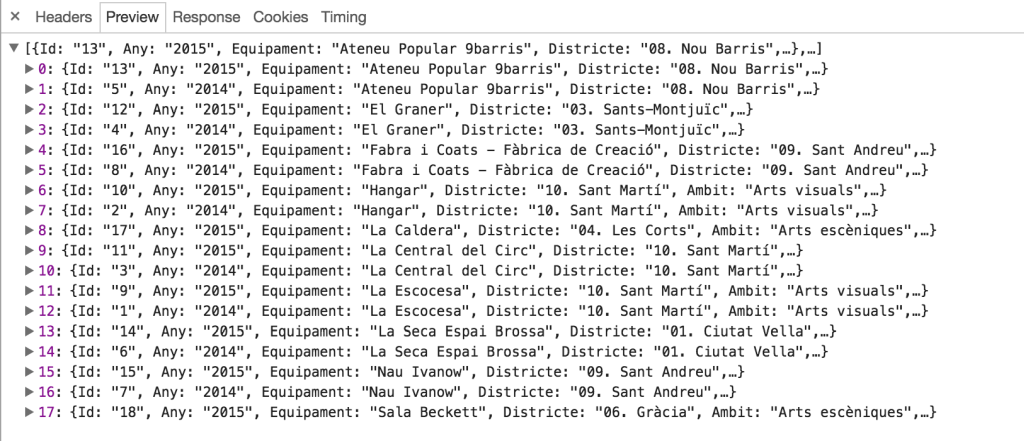 × Headers Preview Response Cookies Timing
▼[{Id: "13", Any: "2015", Equipament: "Ateneu Popular 9barris", Districte: "08. Nou Barris",…},…]
▶0: {Id: "13", Any: "2015", Equipament: "Ateneu Popular 9barris", Districte: "08. Nou Barris",…}
▶1: {Id: "5", Any: "2014", Equipament: "Ateneu Popular 9barris", Districte: "08. Nou Barris",…}
▶2: {Id: "12", Any: "2015", Equipament: "El Graner", Districte: "03. Sants-Montjuïc",…}
▶3: {Id: "4", Any: "2014", Equipament: "El Graner", Districte: "03. Sants-Montjuïc",…}
▶4: {Id: "16", Any: "2015", Equipament: "Fabra i Coats - Fàbrica de Creació", Districte: "09. Sant Andreu",…}
▶5: {Id: "8", Any: "2014", Equipament: "Fabra i Coats - Fàbrica de Creació", Districte: "09. Sant Andreu",…}
▶6: {Id: "10", Any: "2015", Equipament: "Hangar", Districte: "10. Sant Martí", Ambit: "Arts visuals",…}
▶7: {Id: "2", Any: "2014", Equipament: "Hangar", Districte: "10. Sant Martí", Ambit: "Arts visuals",…}
▶8: {Id: "17", Any: "2015", Equipament: "La Caldera", Districte: "04. Les Corts", Ambit: "Arts escèniques",…}
▶9: {Id: "11", Any: "2015", Equipament: "La Central del Circ", Districte: "10. Sant Martí",…}
▶10: {Id: "3", Any: "2014", Equipament: "La Central del Circ", Districte: "10. Sant Martí",…}
▶11: {Id: "9", Any: "2015", Equipament: "La Escocesa", Districte: "10. Sant Martí", Ambit: "Arts visuals",…}
▶12: {Id: "1", Any: "2014", Equipament: "La Escocesa", Districte: "10. Sant Martí", Ambit: "Arts visuals",…}
▶13: {Id: "14", Any: "2015", Equipament: "La Seca Espai Brossa", Districte: "01. Ciutat Vella",…}
▶14: {Id: "6", Any: "2014", Equipament: "La Seca Espai Brossa", Districte: "01. Ciutat Vella",…}
▶15: {Id: "15", Any: "2015", Equipament: "Nau Ivanow", Districte: "09. Sant Andreu",…}
▶16: {Id: "7", Any: "2014", Equipament: "Nau Ivanow", Districte: "09. Sant Andreu",…}
▶17: {Id: "18", Any: "2015", Equipament: "Sala Beckett", Districte: "06. Gràcia", Ambit: "Arts escèniques",…}